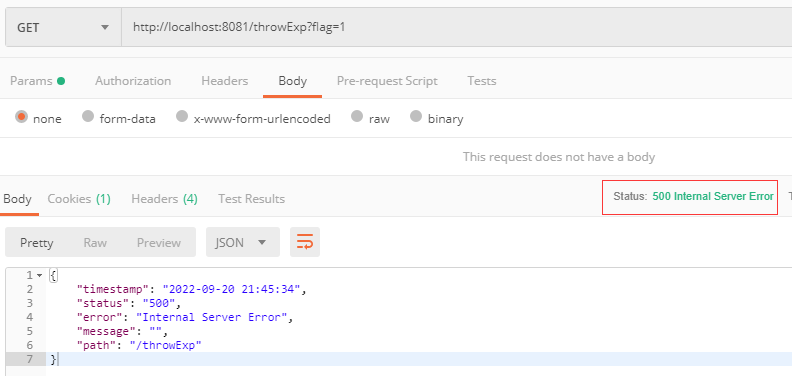 GET http://localhost:8081/throwExp?flag=1
Params Authorization Headers Body Pre-request Script Tests
none form-data x-www-form-urlencoded raw binary
This request does not have a body
Body Cookies (1) Headers (4) Test Results Status: 500 Internal Server Error T
Pretty Raw Preview JSON
1 {
2 "timestamp": "2022-09-20 21:45:34",
3 "status": "500",
4 "error": "Internal Server Error",
5 "message": "",
6 "path": "/throwExp"
7 }